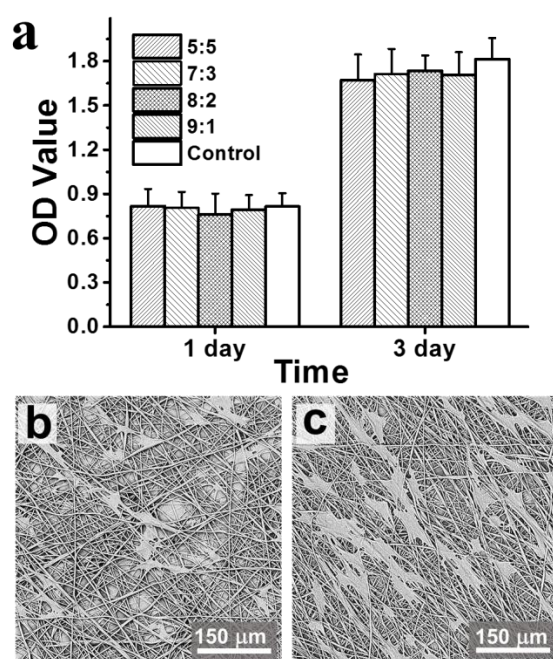 a
OD Value
1.8
1.5
1.2
0.9
0.6
0.3
0.0
5:5
7:3
8:2
9:1
Control
1 day
3 day
Time
b
c
150 μm
150 μm